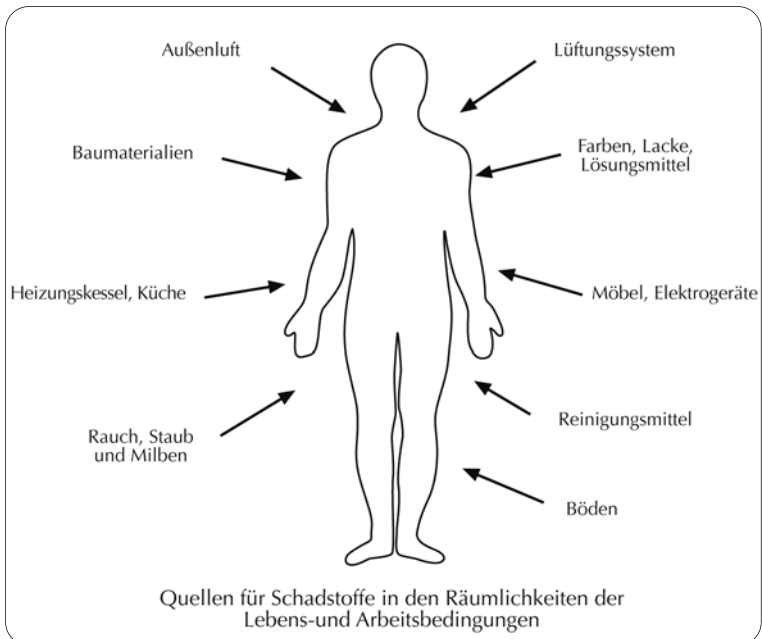 Außenluft
Lüftungssystem
Baumaterialien
Farben, Lacke,
Lösungsmittel
Heizungskessel, Küche
Möbel, Elektrogeräte
Rauch, Staub
und Milben
Reinigungsmittel
Böden
Quellen für Schadstoffe in den Räumlichkeiten der
Lebens-und Arbeitsbedingungen